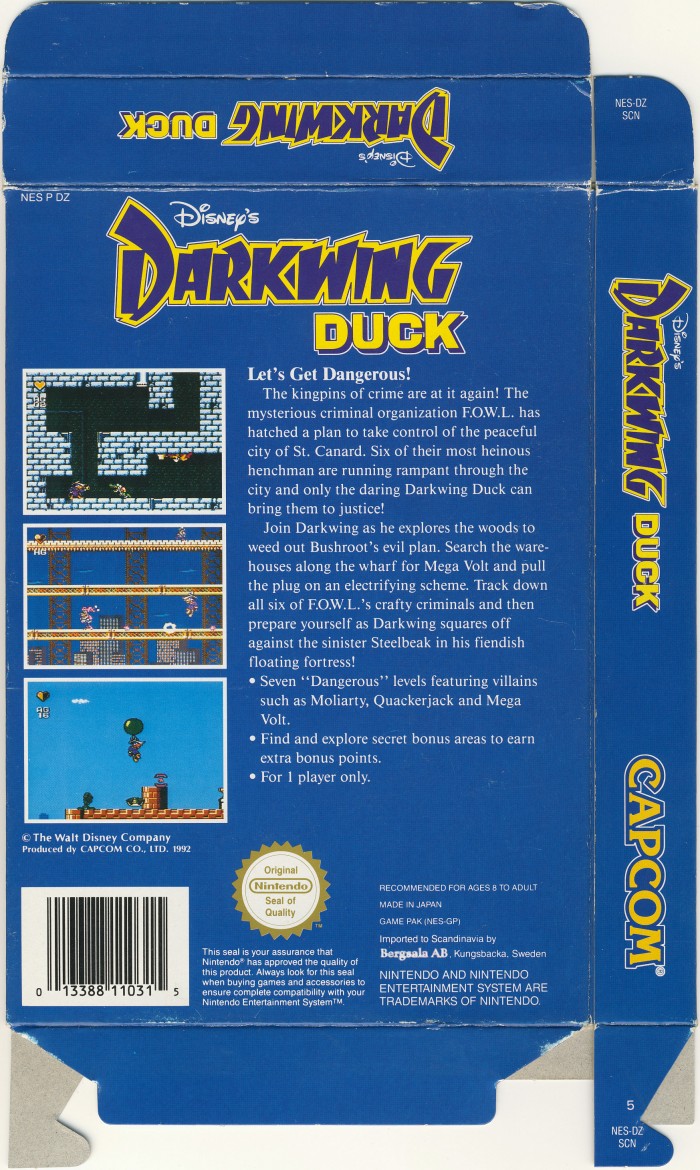 Disney's
DARKWING DUCK
NES-DZ
SCN
NES P DZ
Disney's
DARKWING
DUCK
Let's Get Dangerous!
The kingpins of crime are at it again! The
mysterious criminal organization F.O.W.L. has
hatched a plan to take control of the peaceful
city of St. Canard. Six of their most heinous
henchman are running rampant through the
city and only the daring Darkwing Duck can
bring them to justice!
Join Darkwing as he explores the woods to
weed out Bushroot's evil plan. Search the ware-
houses along the wharf for Mega Volt and pull
the plug on an electrifying scheme. Track down
all six of F.O.W.L.'s crafty criminals and then
prepare yourself as Darkwing squares off
against the sinister Steelbeak in his fiendish
floating fortress!
• Seven “Dangerous” levels featuring villains
such as Moliarty, Quackerjack and Mega
Volt.
• Find and explore secret bonus areas to earn
extra bonus points.
• For 1 player only.
AG
16
© The Walt Disney Company
Produced by CAPCOM CO., LTD. 1992
0 13388 11031 5
Original
Nintendo
Seal of
Quality
TM
This seal is your assurance that
Nintendo® has approved the quality of
this product. Always look for this seal
when buying games and accessories to
ensure complete compatibility with your
Nintendo Entertainment System™.
RECOMMENDED FOR AGES 8 TO ADULT
MADE IN JAPAN
GAME PAK (NES-GP)
Imported to Scandinavia by
Bergsala AB, Kungsbacka, Sweden
NINTENDO AND NINTENDO
ENTERTAINMENT SYSTEM ARE
TRADEMARKS OF NINTENDO.
Disney's
DARKWING DUCK
CAPCOM®
5
NES-DZ
SCN